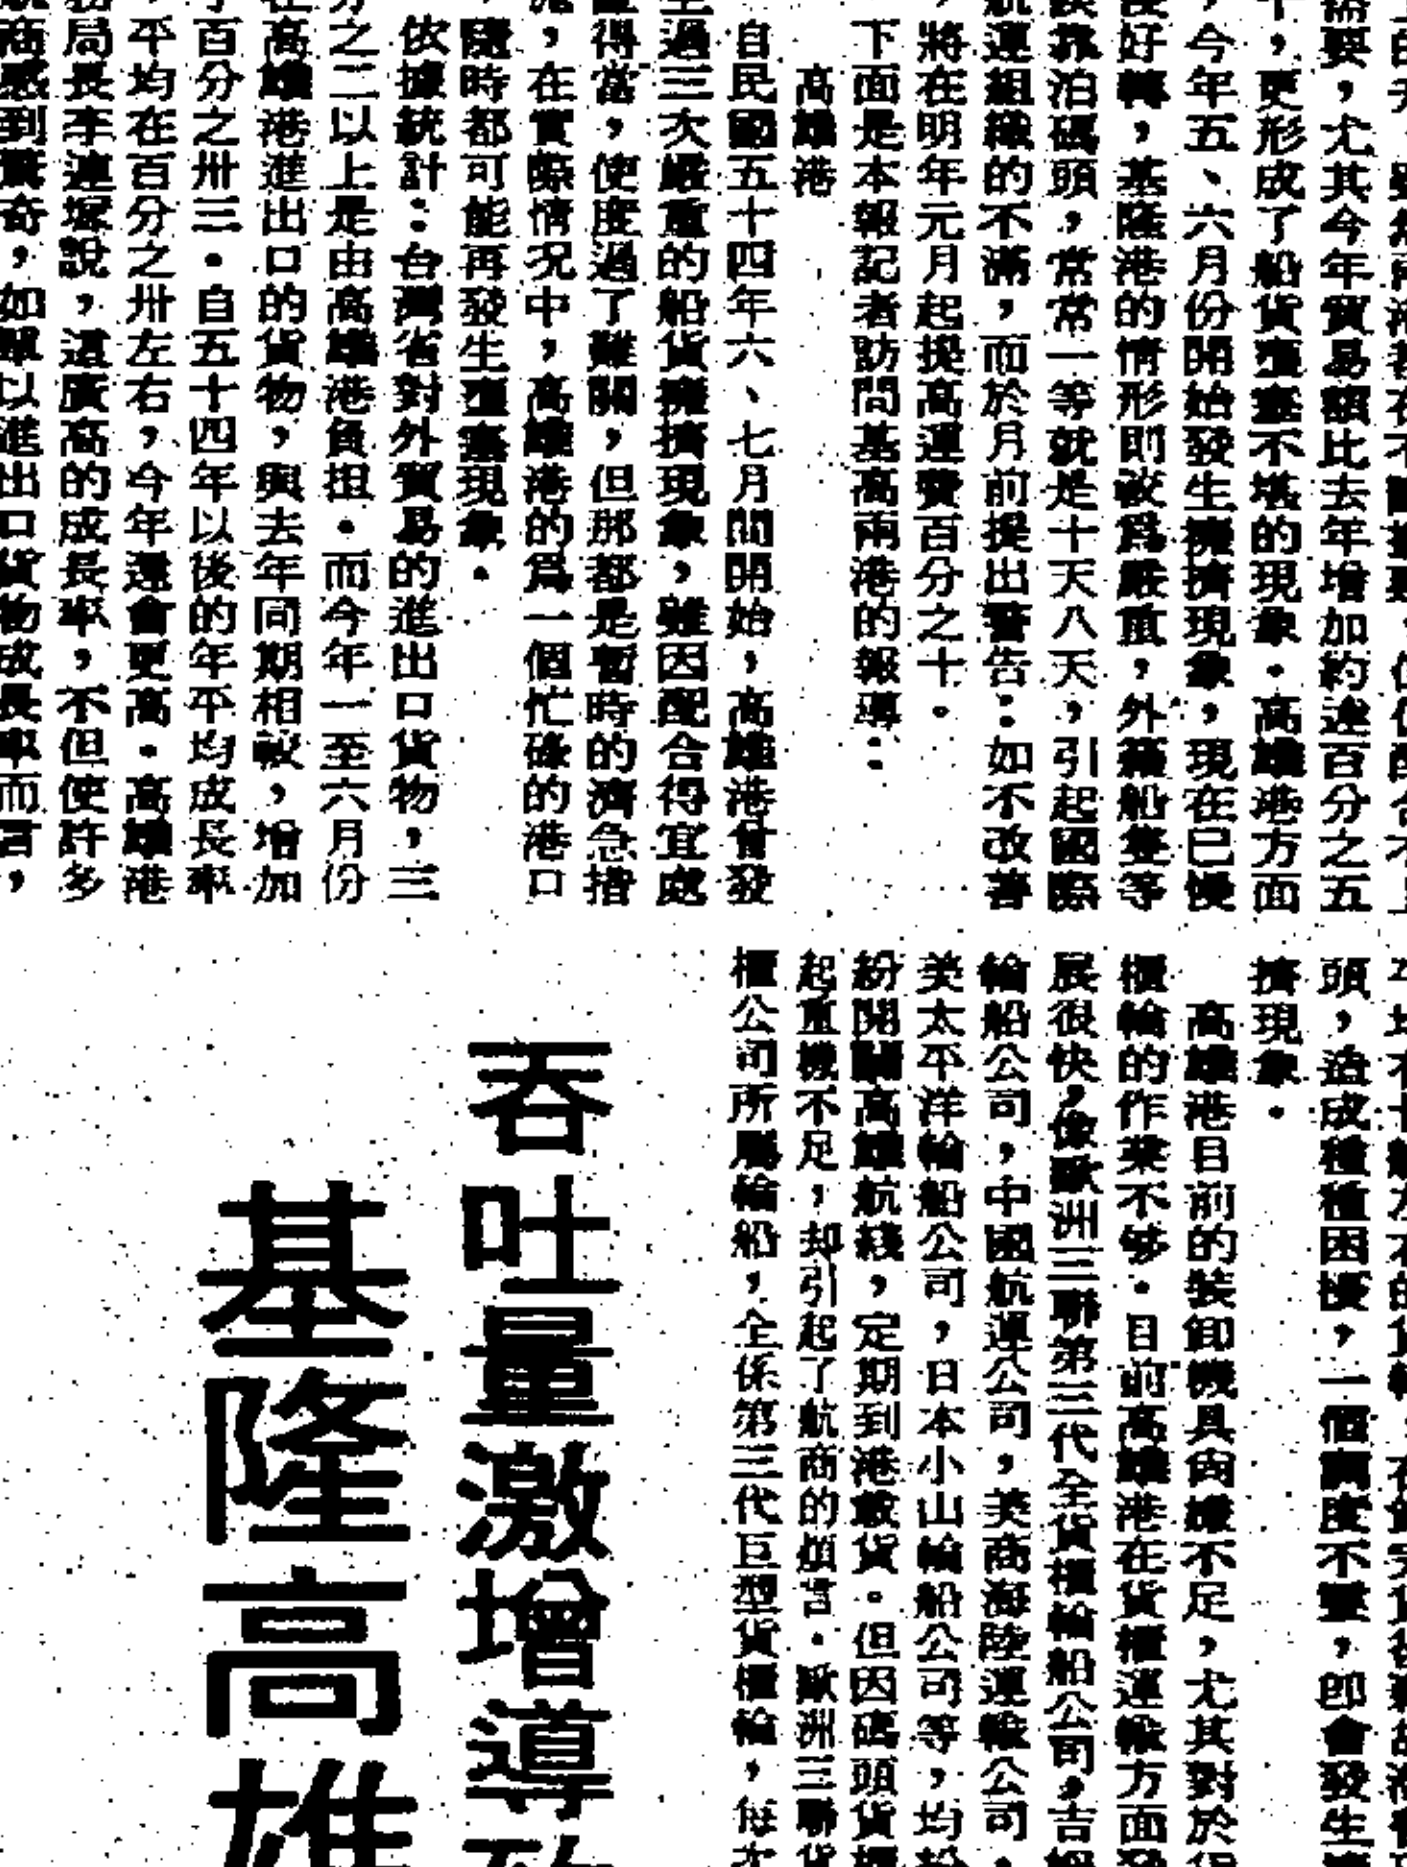 需要，尤其今年貿易額比去年增加約達百分之五
，更形成了船貨壅塞不堪的現象。高雄港方面
，今年五、六月份開始發生擁擠現象，現在已慢
好轉，基隆港的情形則較爲嚴重，外籍船隻等
靠泊碼頭，常常一等就是十天八天，引起國際
航運組織的不滿，而於月前提出警告：如不改善
，將在明年元月起提高運費百分之十。
下面是本報記者訪問基高兩港的報導：
高雄港
自民國五十四年六、七月間開始，高雄港曾發
生過三次嚴重的船貨擁擠現象，雖因配合得宜處
得當，使度過了難關，但那都是暫時的濟急措
施，在實際情況中，高雄港的爲一個忙碌的港口
，隨時都可能再發生壅塞現象。
依據統計：台灣省對外貿易的進出口貨物，三
分之二以上是由高雄港負担。而今年一至六月份
在高雄港進出口的貨物，與去年同期相較，增加
了百分之卅三。自五十四年以後的年平均成長率
，平均在百分之卅左右，今年還會更高。高雄港
務局長李連墀說，這廣高的成長率，不但使許多
航商感到驚奇，如單以進出口貨物成長率而言，
頭，造成種種困擾，一個調度不靈，即會發生
擠現象。
高雄港目前的裝卸機具尙嫌不足，尤其對於
櫃輪的作業不够。目前高雄港在貨櫃運輸方面發
展很快，像歐洲三聯第三代全貨櫃輪船公司，吉
輪船公司，中國航運公司，美商海陸運輸公司，
美太平洋輪船公司，日本小山輪船公司等，均紛
紛開闢高雄航綫，定期到港載貨。但因碼頭貨櫃
起重機不足，却引起了航商的煩言。歐洲三聯貨
櫃公司所屬輪船，全係第三代巨型貨櫃輪，每次
吞吐量激增導致
基隆高雄